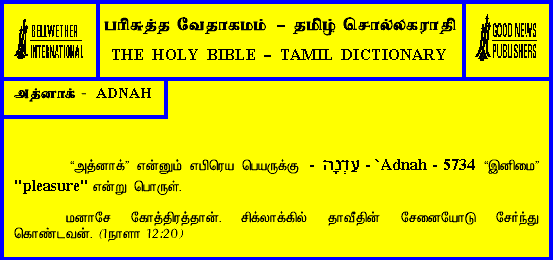 BELLWETHER
INTERNATIONAL
பரிசுத்த வேதாகமம் – தமிழ் சொல்லகராதி
THE HOLY BIBLE – TAMIL DICTIONARY
GOOD NEWS
PUBLISHERS
அத்னாக் - ADNAH
“அத்னாக்” என்னும் எபிரெய பெயருக்கு - עַדְנָה - `Adnah - 5734 “இனிமை”
"pleasure" என்று பொருள்.
மனாசே கோத்திரத்தான். சிக்லாக்கில் தாவீதின் சேனையோடு சேர்ந்து
கொண்டவன். (1நாளா 12:20)